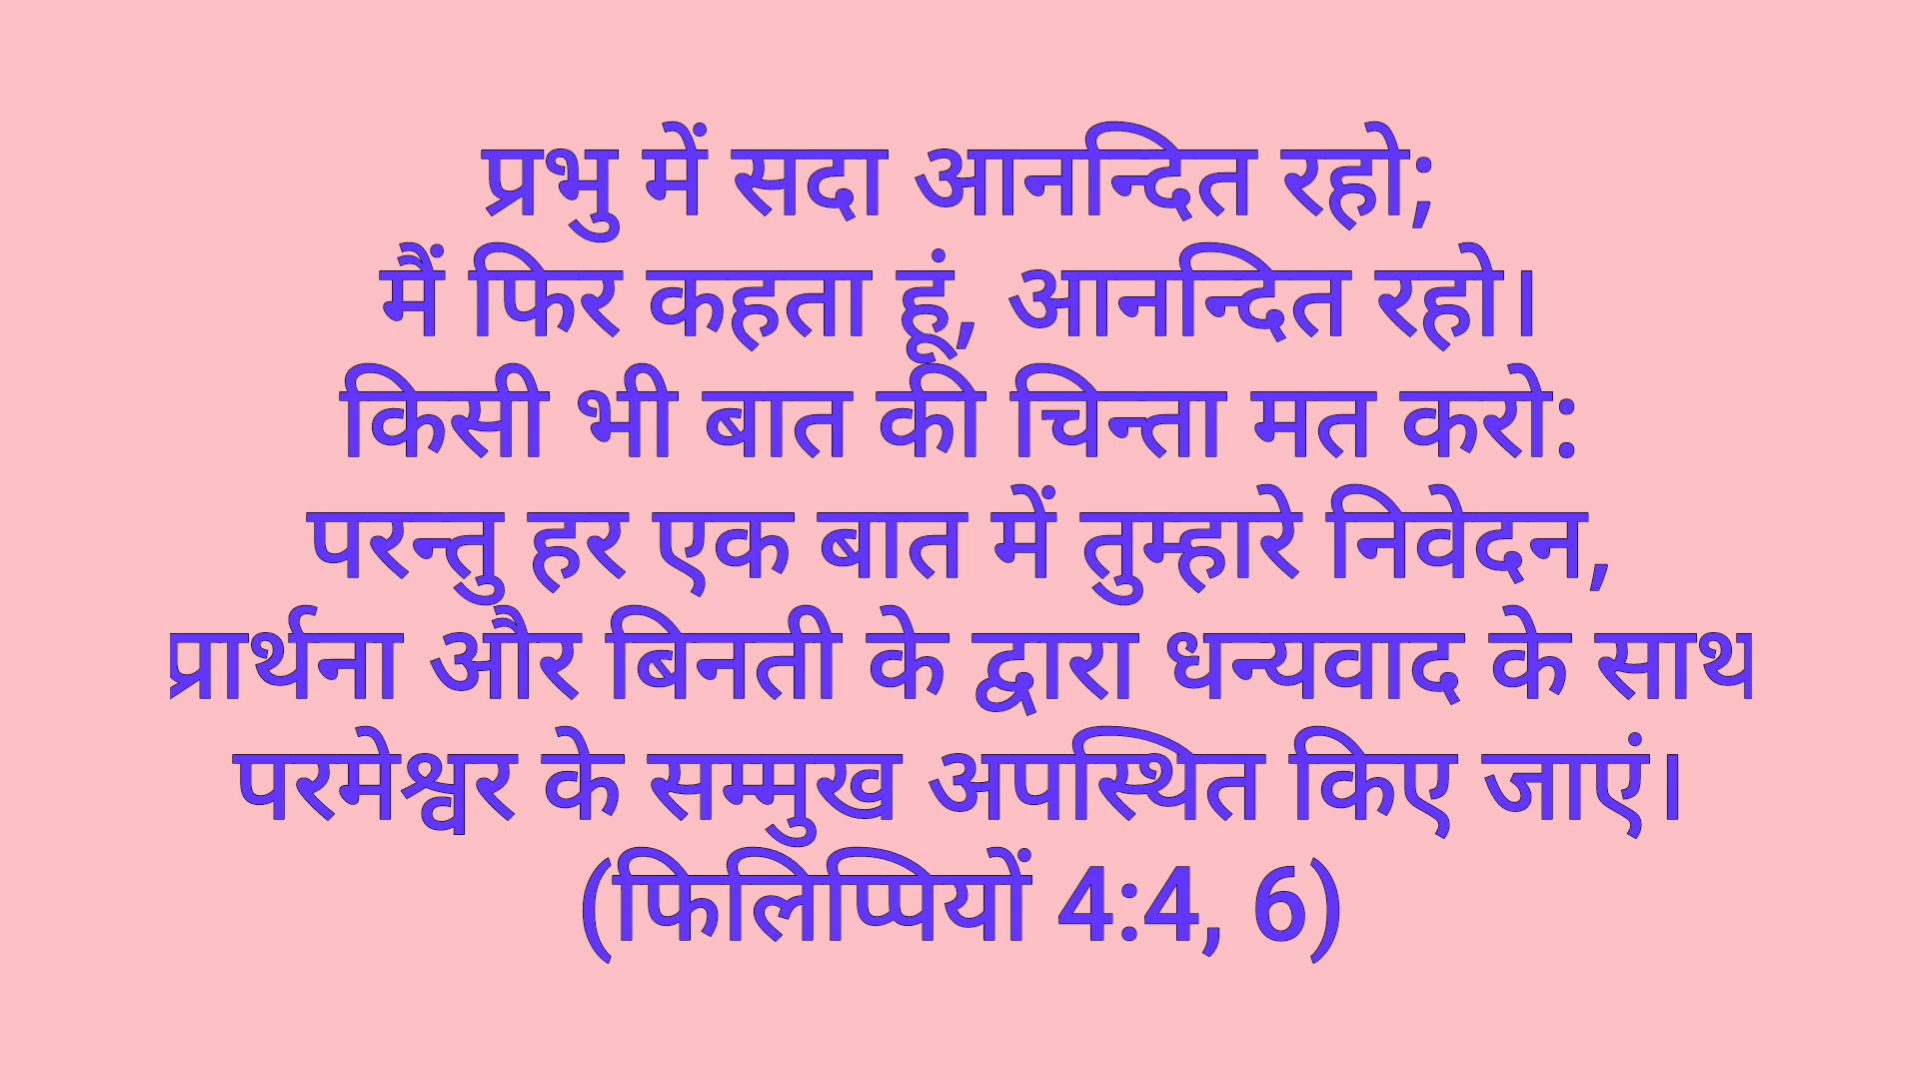 प्रभु में सदा आनन्दित रहो;
मैं फिर कहता हूं, आनन्दित रहो।
किसी भी बात की चिन्ता मत करो:
परन्तु हर एक बात में तुम्हारे निवेदन,
प्रार्थना और बिनती के द्वारा धन्यवाद के साथ
परमेश्वर के सम्मुख अपस्थित किए जाएं।
(फिलिप्पियों 4:4, 6)